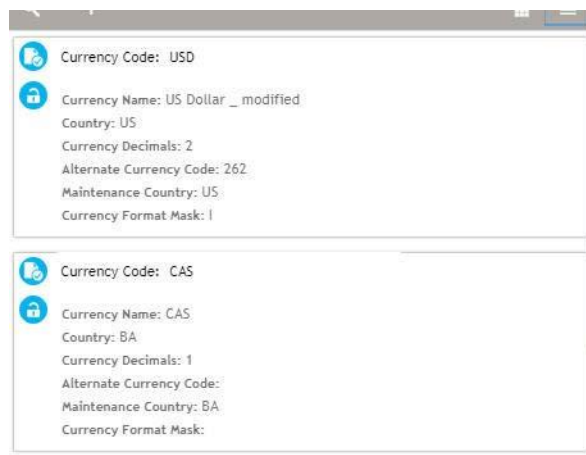 Currency Code: USD
Currency Name: US Dollar _ modified
Country: US
Currency Decimals: 2
Alternate Currency Code: 262
Maintenance Country: US
Currency Format Mask: I
Currency Code: CAS
Currency Name: CAS
Country: BA
Currency Decimals: 1
Alternate Currency Code:
Maintenance Country: BA
Currency Format Mask: